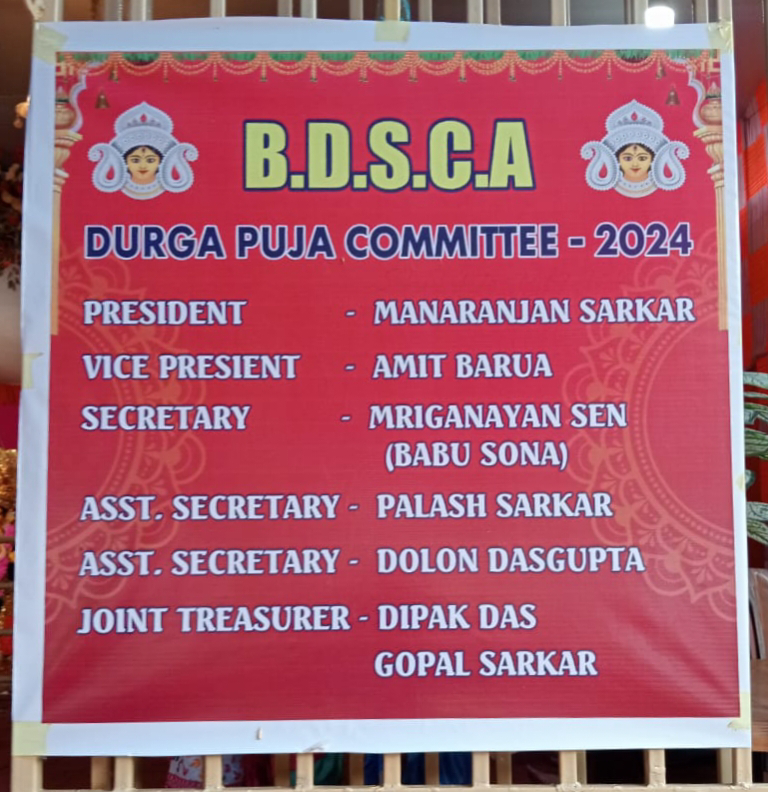 B.D.S.C.A
DURGA PUJA COMMITTEE - 2024
PRESIDENT - MANARANJAN SARKAR
VICE PRESIENT - AMIT BARUA
SECRETARY - MRIGANAYAN SEN
(BABU SONA)
ASST. SECRETARY - PALASH SARKAR
ASST. SECRETARY - DOLON DASGUPTA
JOINT TREASURER - DIPAK DAS
GOPAL SARKAR